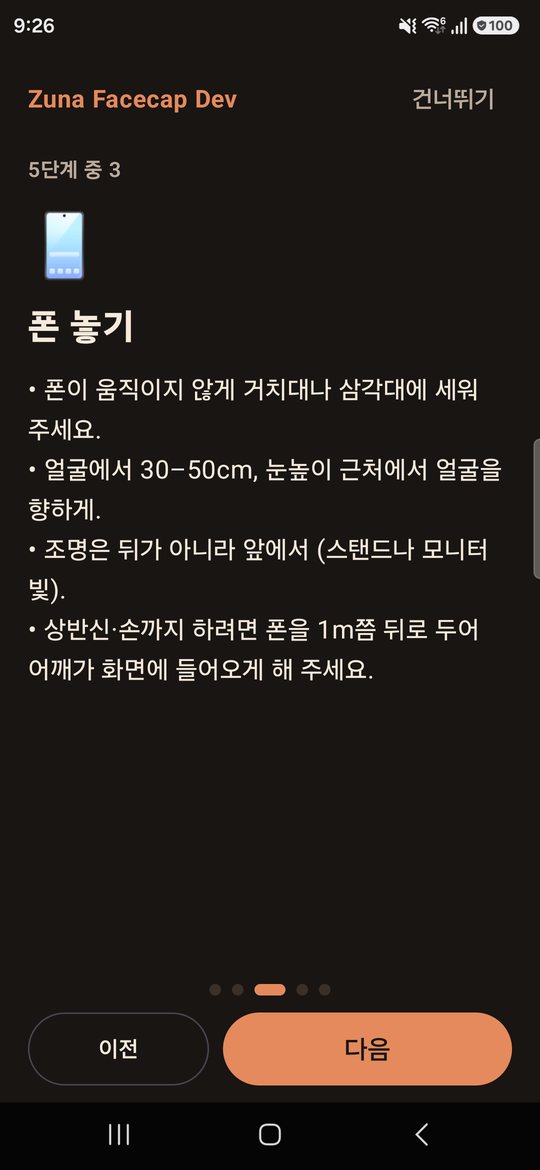 9:26
6
100
Zuna Facecap Dev
건너뛰기
5단계 중 3
폰 놓기
• 폰이 움직이지 않게 거치대나 삼각대에 세워
주세요.
• 얼굴에서 30–50cm, 눈높이 근처에서 얼굴을
향하게.
• 조명은 뒤가 아니라 앞에서 (스탠드나 모니터
빛).
• 상반신·손까지 하려면 폰을 1m쯤 뒤로 두어
어깨가 화면에 들어오게 해 주세요.
이전
다음